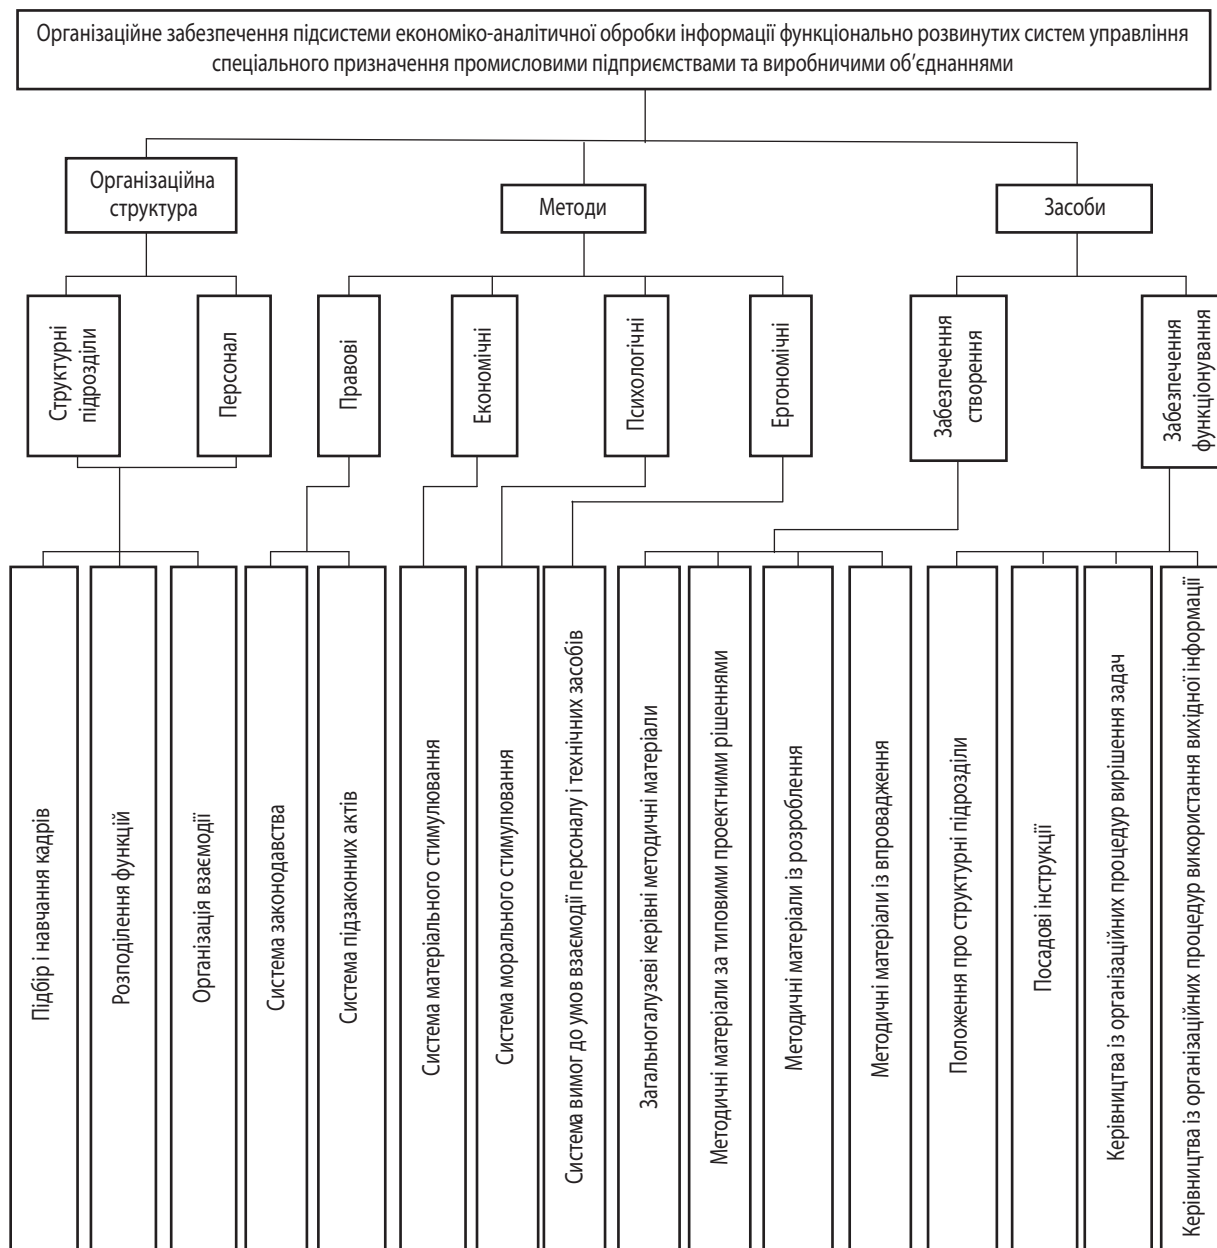 Організаційне забезпечення підсистеми економіко-аналітичної обробки інформації функціонально розвинутих систем управління
спеціального призначення промисловими підприємствами та виробничими об’єднаннями
Організаційна
структура
Методи
Засоби
Структурні
підрозділи
Персонал
Правові
Економічні
Психологічні
Ергономічні
Забезпечення
створення
Забезпечення
функціонування
Підбір і навчання кадрів
Розподілення функцій
Організація взаємодії
Система законодавства
Система підзаконних актів
Система матеріального стимулювання
Система морального стимулювання
Система вимог до умов взаємодії персоналу і технічних засобів
Загальногалузеві керівні методичні матеріали
Методичні матеріали за типовими проектними рішеннями
Методичні матеріали із розроблення
Методичні матеріали із впровадження
Положення про структурні підрозділи
Посадові інструкції
Керівництва із організаційних процедур вирішення задач
Керівництва із організаційних процедур використання вихідної інформації